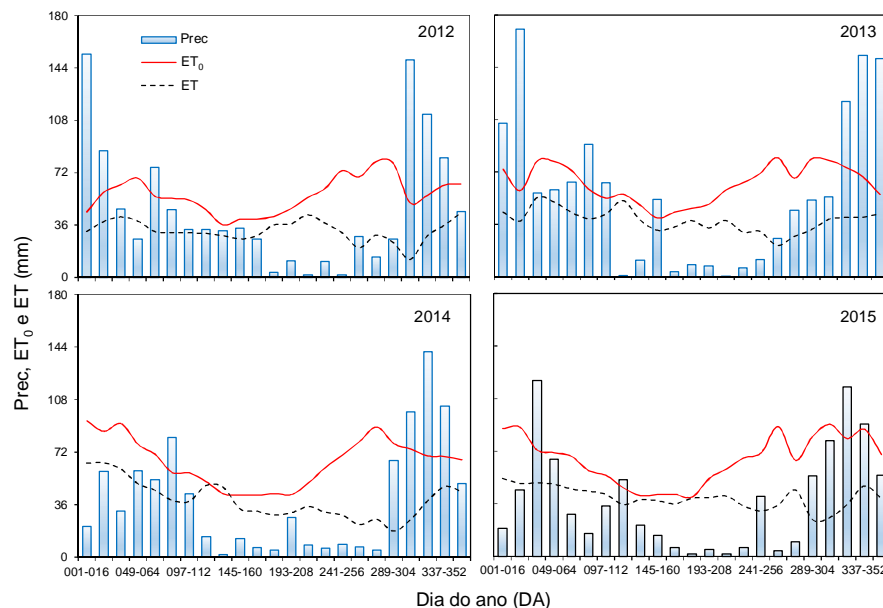 180
144
108
72
36
0
Prec
ET0
ET
2012
2013
180
144
108
72
36
0
2014
2015
Prec, ET0 e ET (mm)
001-016 049-064 097-112 145-160 193-208 241-256 289-304 337-352
001-016 049-064 097-112 145-160 193-208 241-256 289-304 337-352
Dia do ano (DA)